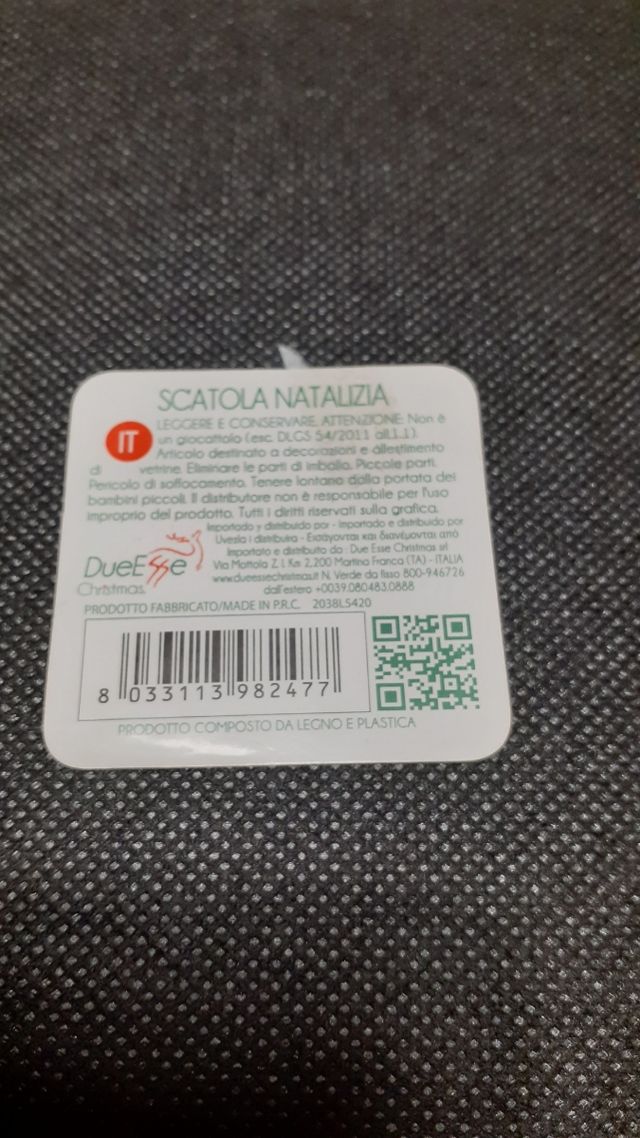 SCATOLA NATALIZIA
IT
LEGGERE E CONSERVARE. ATTENZIONE: Non è
un giocattolo (esc. DLGS 54/2011 all.1.1).
Articolo destinato a decorazioni e allestimento
di vetrine. Eliminare le parti di imballo. Piccole parti.
Pericolo di soffocamento. Tenere lontano dalla portata dei
bambini piccoli. Il distributore non è responsabile per l'uso
improprio del prodotto. Tutti i diritti riservati sulla grafica.
DueEsse
Christmas
Importado y distribuido por - Importado e distribuido por
Uvesla i distribuira - Εισάγονται και διανέμονται από
Importato e distribuito da : Due Esse Christmas srl
Via Mottola Z. I. Km 2,200 Martina Franca (TA) - ITALIA
www.dueessechristmas.it N. Verde da fisso 800-946726
dall'estero +0039.080483.0888
PRODOTTO FABBRICATO/MADE IN P.R.C. 2038L5420
8 033113 982477
PRODOTTO COMPOSTO DA LEGNO E PLASTICA